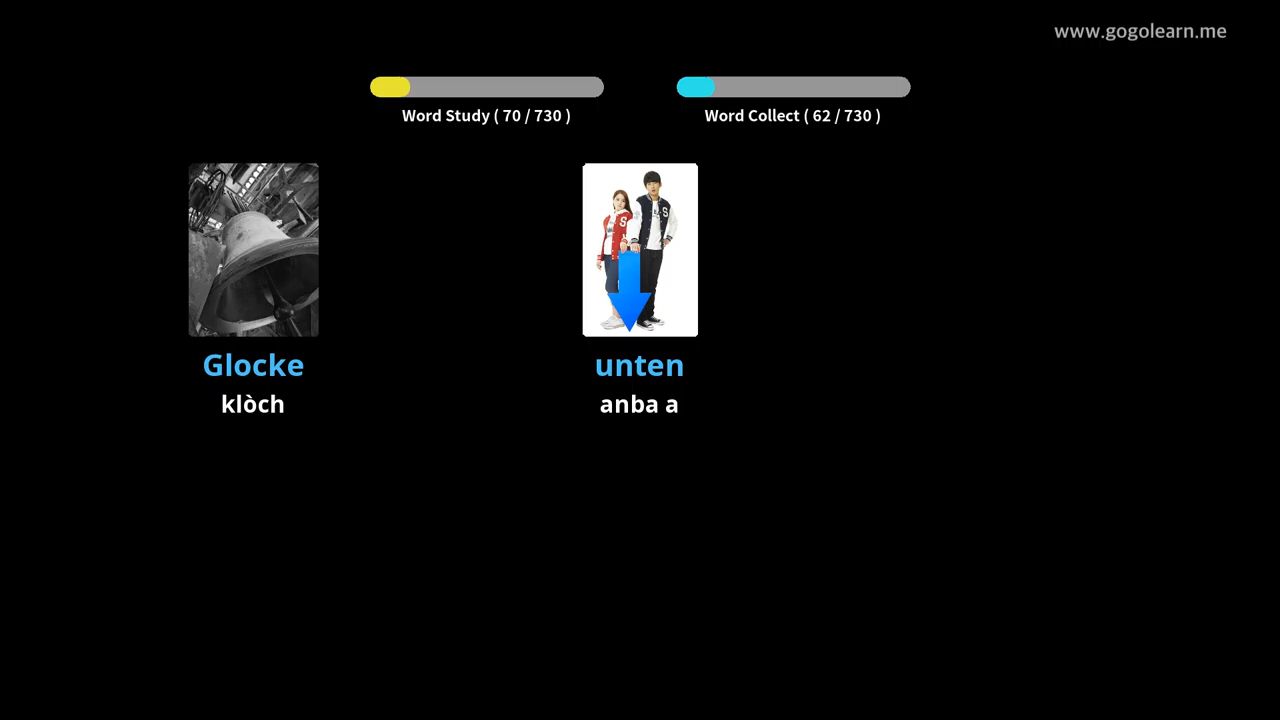 www.gogolearn.me
Word Study ( 70 / 730 )
Word Collect ( 62 / 730 )
S
S
Glocke
klòch
unten
anba a